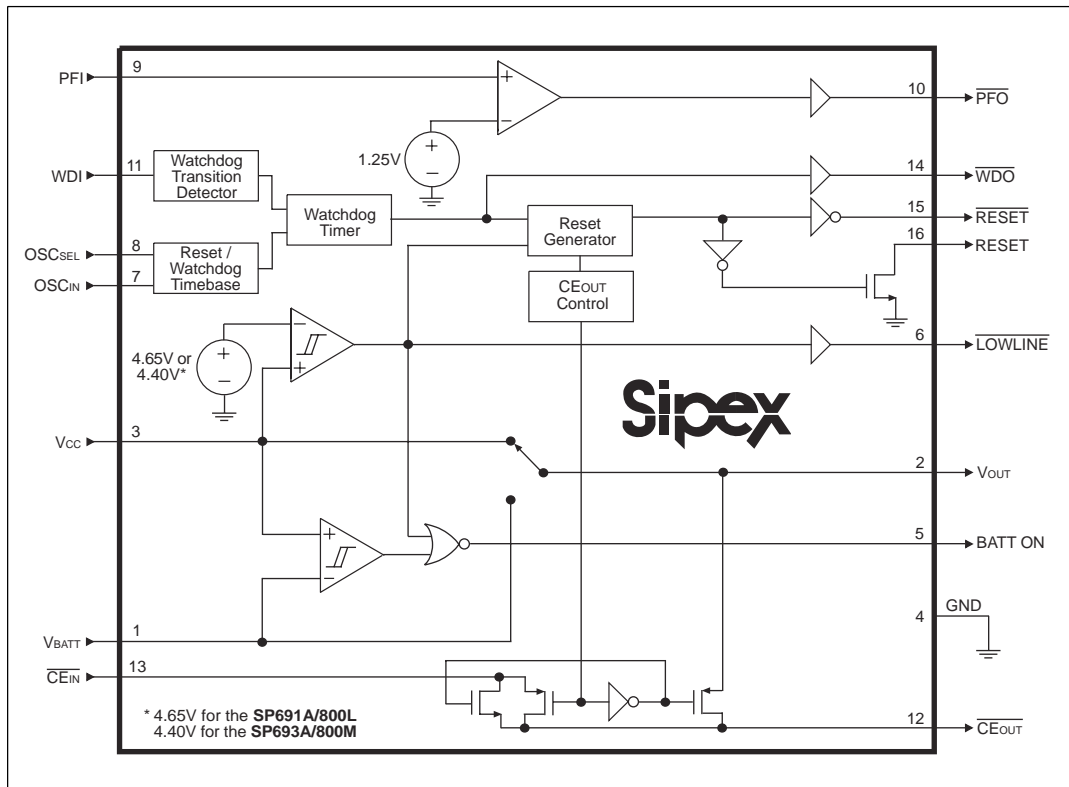 PFI
9
+
−
10
PFO
1.25V
+
−
WDI
11
Watchdog
Transition
Detector
14
WDO
Watchdog
Timer
Reset
Generator
15
RESET
16
RESET
OSCSEL
8
OSCIN
7
Reset /
Watchdog
Timebase
CEOUT
Control
4.65V or
4.40V*
+
−
−
+
6
LOWLINE
Sipex
VCC
3
2
VOUT
+
−
5
BATT ON
GND
4
VBATT
1
CEIN
13
* 4.65V for the SP691A/800L
4.40V for the SP693A/800M
12
CEOUT